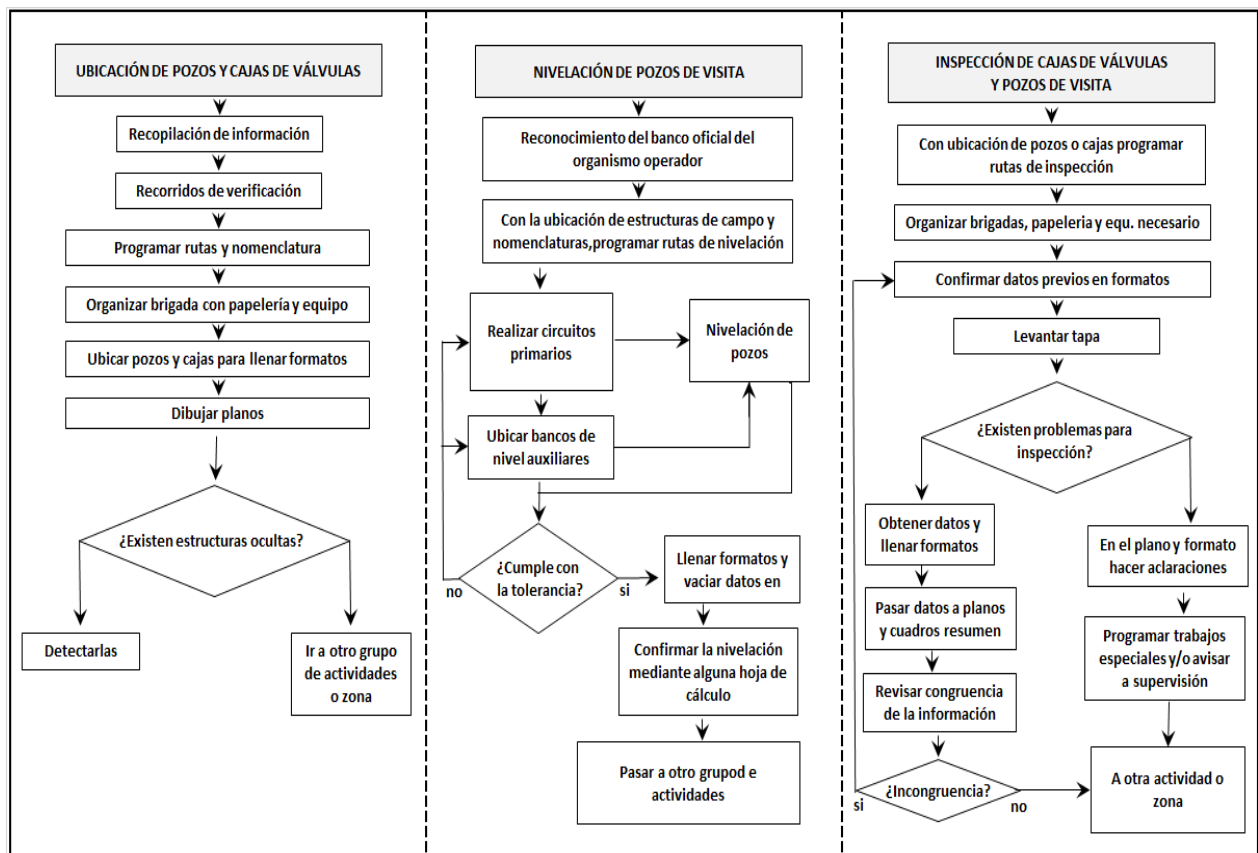 UBICACIÓN DE POZOS Y CAJAS DE VÁLVULAS
Recopilación de información
Recorridos de verificación
Programar rutas y nomenclatura
Organizar brigada con papelería y equipo
Ubicar pozos y cajas para llenar formatos
Dibujar planos
¿Existen estructuras ocultas?
Detectarlas
Ir a otro grupo
de actividades
o zona
NIVELACIÓN DE POZOS DE VISITA
Reconocimiento del banco oficial del
organismo operador
Con la ubicación de estructuras de campo y
nomenclaturas,programar rutas de nivelación
Realizar circuitos
primarios
Nivelación de
pozos
Ubicar bancos de
nivel auxiliares
¿Cumple con
la tolerancia?
no
si
Llenar formatos y
vaciar datos en
Confirmar la nivelación
mediante alguna hoja de
cálculo
Pasar a otro grupod e
actividades
INSPECCIÓN DE CAJAS DE VÁLVULAS
Y POZOS DE VISITA
Con ubicación de pozos o cajas programar
rutas de inspección
Organizar brigadas, papeleria y equ. necesario
Confirmar datos previos en formatos
Levantar tapa
¿Existen problemas para
inspección?
Obtener datos y
llenar formatos
Pasar datos a planos
y cuadros resumen
Revisar congruencia
de la información
¿Incongruencia?
si
no
En el plano y formato
hacer aclaraciones
Programar trabajos
especiales y/o avisar
a supervisión
A otra actividad o
zona